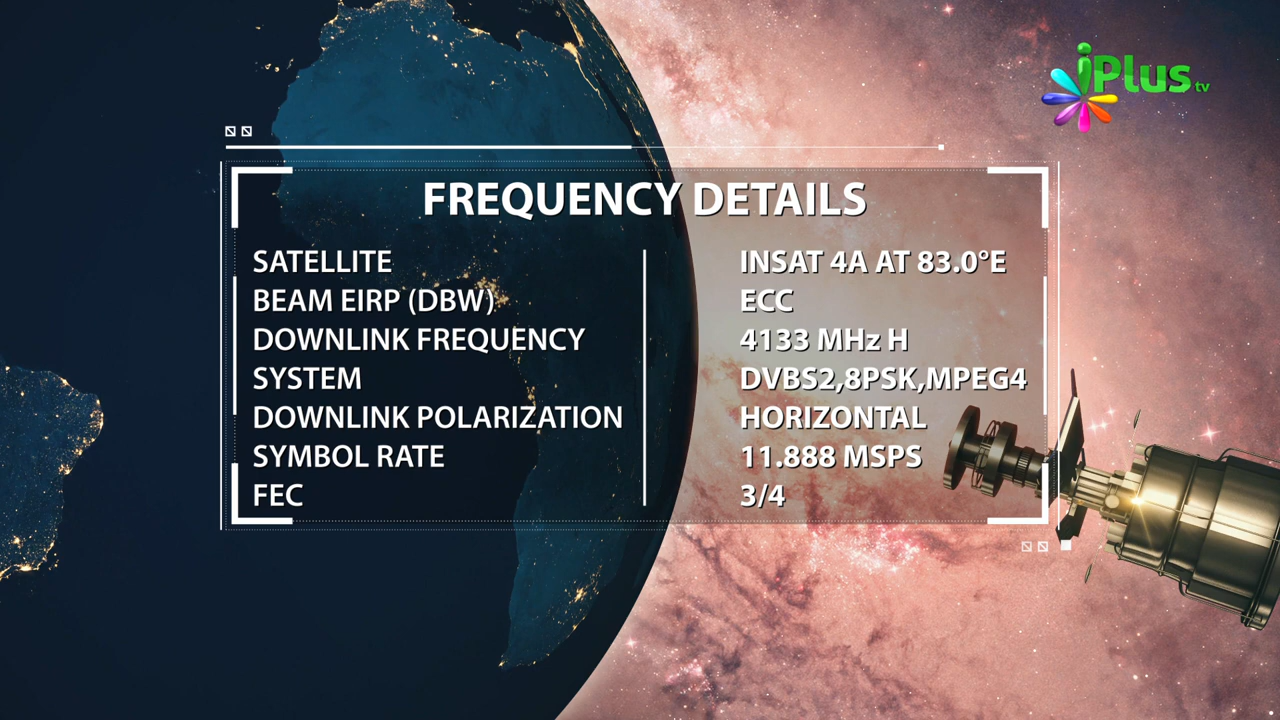 iPlus tv
FREQUENCY DETAILS
SATELLITE INSAT 4A AT 83.0°E
BEAM EIRP (DBW) ECC
DOWNLINK FREQUENCY 4133 MHz H
SYSTEM DVBS2,8PSK,MPEG4
DOWNLINK POLARIZATION HORIZONTAL
SYMBOL RATE 11.888 MSPS
FEC 3/4